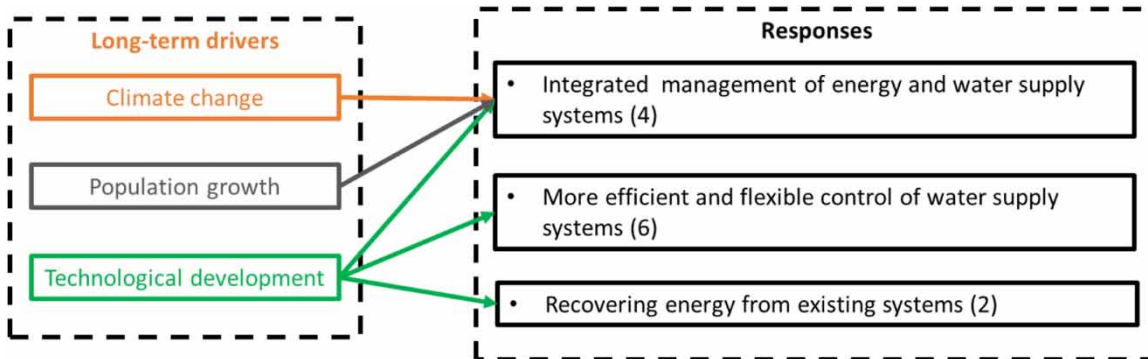 Long-term drivers
Climate change
Population growth
Technological development
Responses
• Integrated management of energy and water supply
systems (4)
• More efficient and flexible control of water supply
systems (6)
• Recovering energy from existing systems (2)